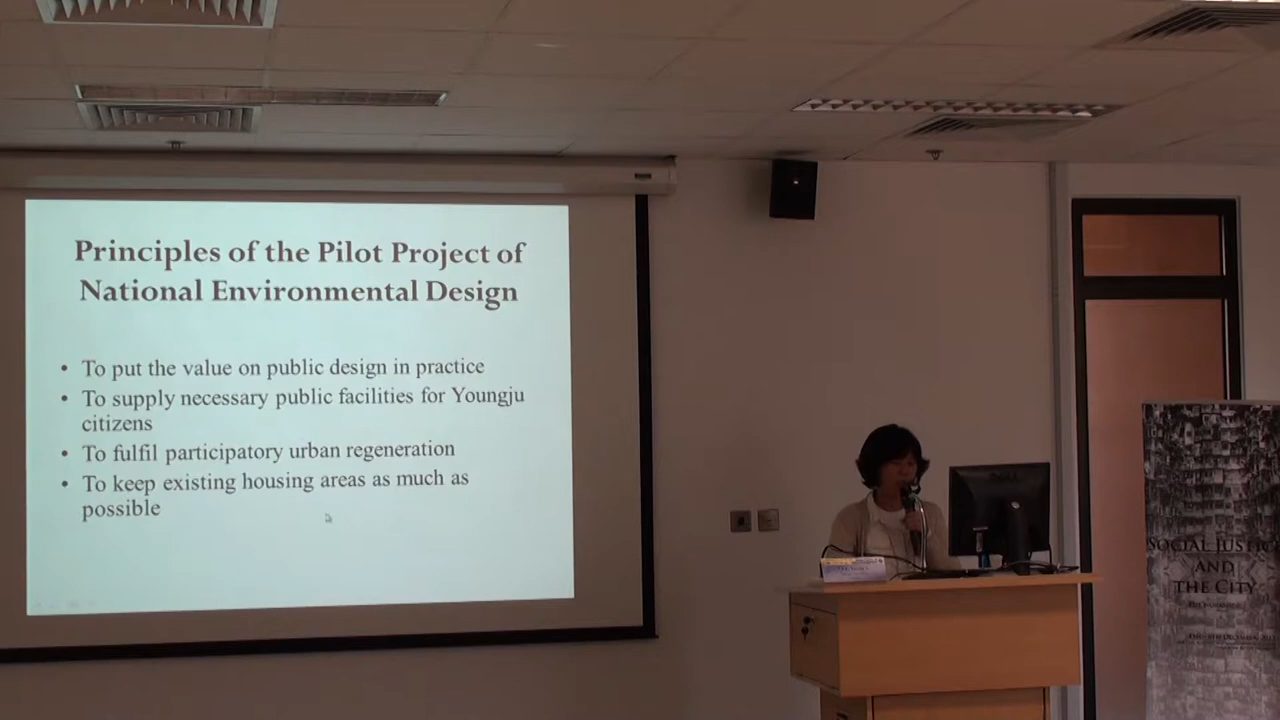 Principles of the Pilot Project of
National Environmental Design
• To put the value on public design in practice
• To supply necessary public facilities for Youngju
citizens
• To fulfil participatory urban regeneration
• To keep existing housing areas as much as
possible
SOCIAL JUSTICE
AND
THE CITY